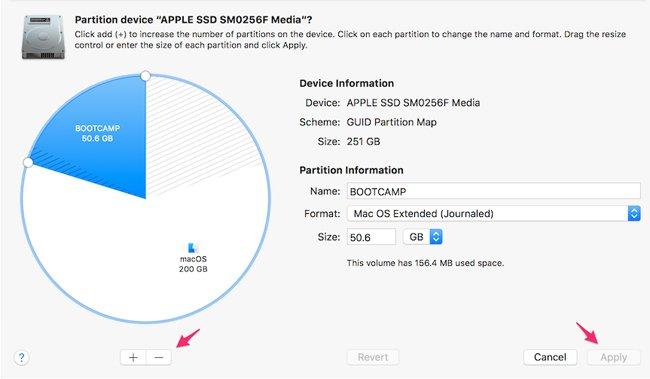 Partition device “APPLE SSD SM0256F Media”?
Click add (+) to increase the number of partitions on the device. Click on each partition to change the name and format. Drag the resize
control or enter the size of each partition and click Apply.
BOOTCAMP
50.6 GB
macOS
200 GB
Device Information
Device: APPLE SSD SM0256F Media
Scheme: GUID Partition Map
Size: 251 GB
Partition Information
Name: BOOTCAMP
Format: Mac OS Extended (Journaled)
Size: 50.6 GB
This volume has 156.4 MB used space.
? + − Revert Cancel Apply